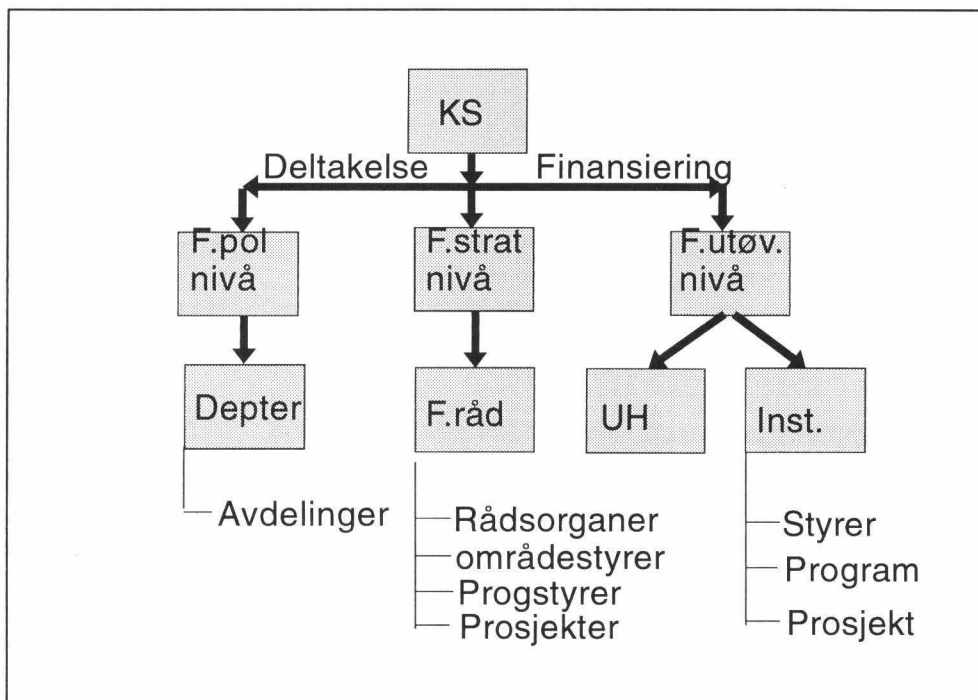 KS
Deltakelse
Finansiering
F.pol
nivå
F.strat
nivå
F.utøv.
nivå
Depter
F.råd
UH
Inst.
Avdelinger
Rådsorganer
områdestyrer
Progstyrer
Prosjekter
Styrer
Program
Prosjekt